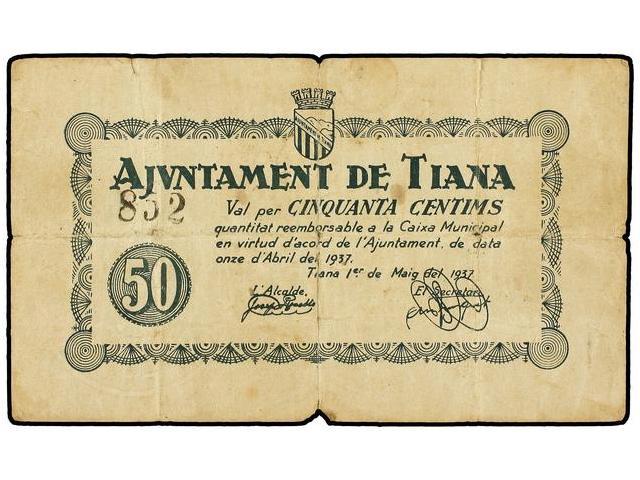 AJVNTAMENT DE TIANA
852
Val per CINQUANTA CENTIMS
quantitat reemborsable a la Caixa Municipal
en virtud d'acord de l'Ajuntament, de data
onze d'Abril del 1937.
Tiana 1er de Maig del 1937
50
L'Alcalde,
El Secretari